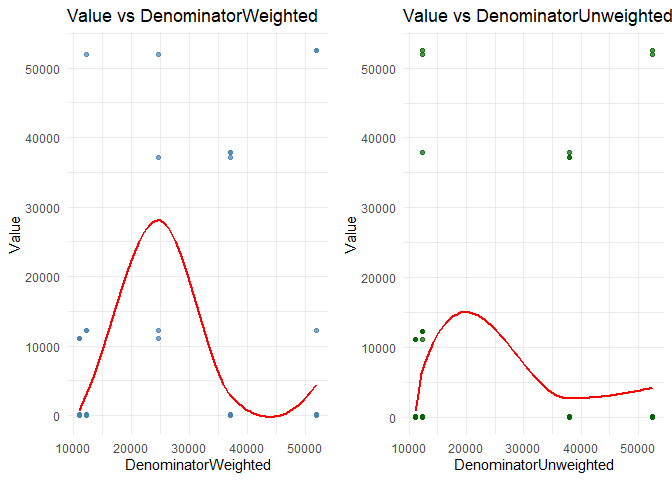 Value vs DenominatorWeighted
Value
50000
40000
30000
20000
10000
0
10000 20000 30000 40000 50000
DenominatorWeighted
Value vs DenominatorUnweighted
Value
50000
40000
30000
20000
10000
0
10000 20000 30000 40000 50000
DenominatorUnweighted